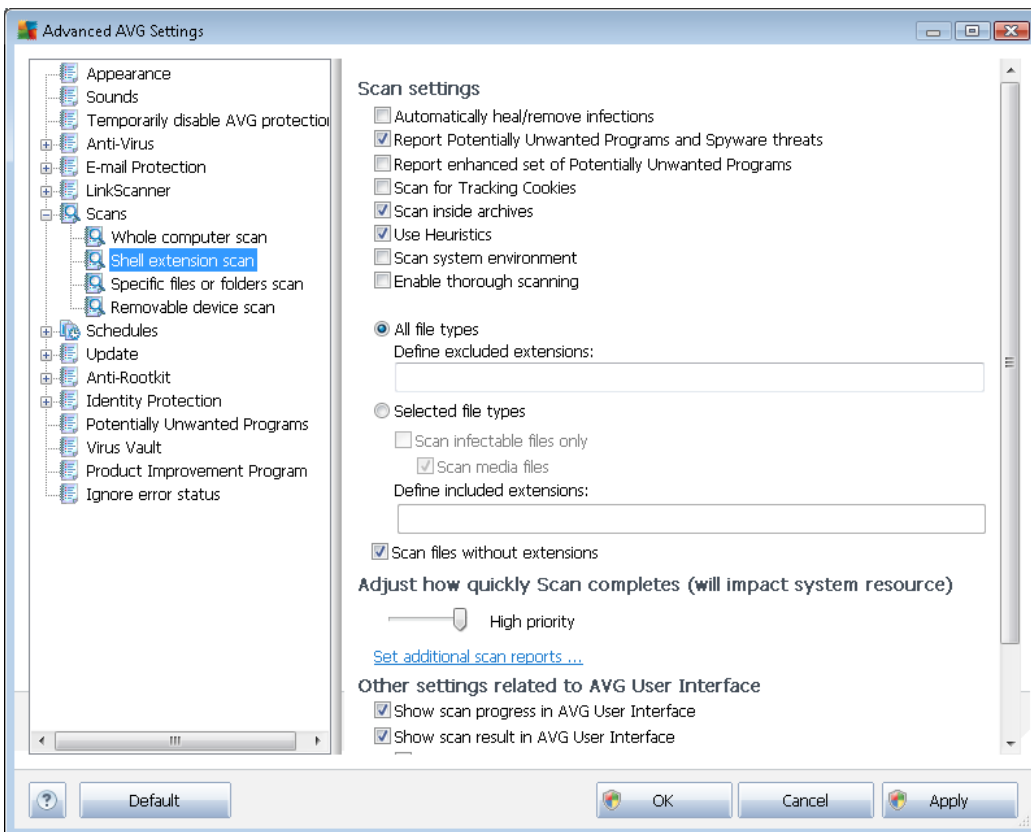 Advanced AVG Settings
Appearance
Sounds
Temporarily disable AVG protection
Anti-Virus
E-mail Protection
LinkScanner
Scans
Whole computer scan
Shell extension scan
Specific files or folders scan
Removable device scan
Schedules
Update
Anti-Rootkit
Identity Protection
Potentially Unwanted Programs
Virus Vault
Product Improvement Program
Ignore error status
Scan settings
Automatically heal/remove infections
Report Potentially Unwanted Programs and Spyware threats
Report enhanced set of Potentially Unwanted Programs
Scan for Tracking Cookies
Scan inside archives
Use Heuristics
Scan system environment
Enable thorough scanning
All file types
Define excluded extensions:
Selected file types
Scan infectable files only
Scan media files
Define included extensions:
Scan files without extensions
Adjust how quickly Scan completes (will impact system resource)
High priority
Set additional scan reports ...
Other settings related to AVG User Interface
Show scan progress in AVG User Interface
Show scan result in AVG User Interface
? Default OK Cancel Apply